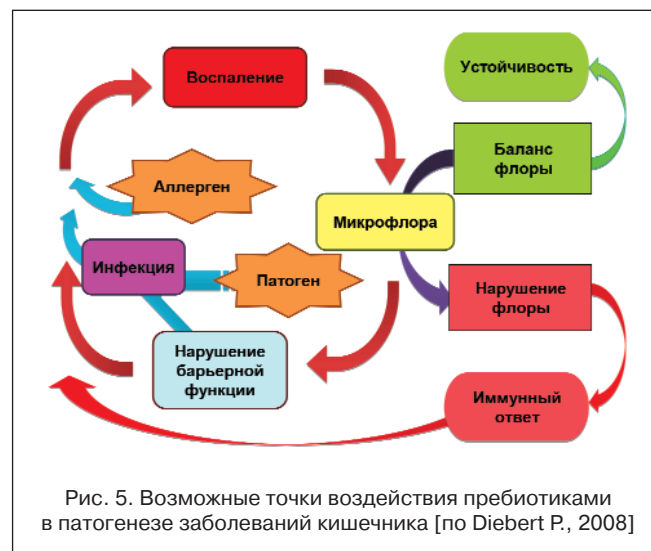 Воспаление
Устойчивость
Баланс
флоры
Аллерген
Микрофлора
Инфекция
Патоген
Нарушение
флоры
Нарушение
барьерной
функции
Иммунный
ответ
Рис. 5. Возможные точки воздействия пребиотиками
в патогенезе заболеваний кишечника [по Diebert P., 2008]